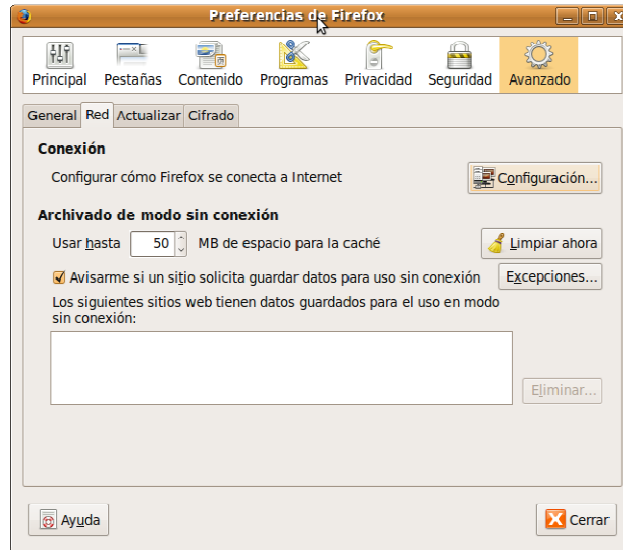 Preferencias de Firefox
Principal Pestañas Contenido Programas Privacidad Seguridad Avanzado
General Red Actualizar Cifrado
Conexión
Configurar cómo Firefox se conecta a Internet Configuración...
Archivado de modo sin conexión
Usar hasta 50 MB de espacio para la caché Limpiar ahora
Avisarme si un sitio solicita guardar datos para uso sin conexión Excepciones...
Los siguientes sitios web tienen datos guardados para el uso en modo
sin conexión:
Eliminar...
Ayuda Cerrar